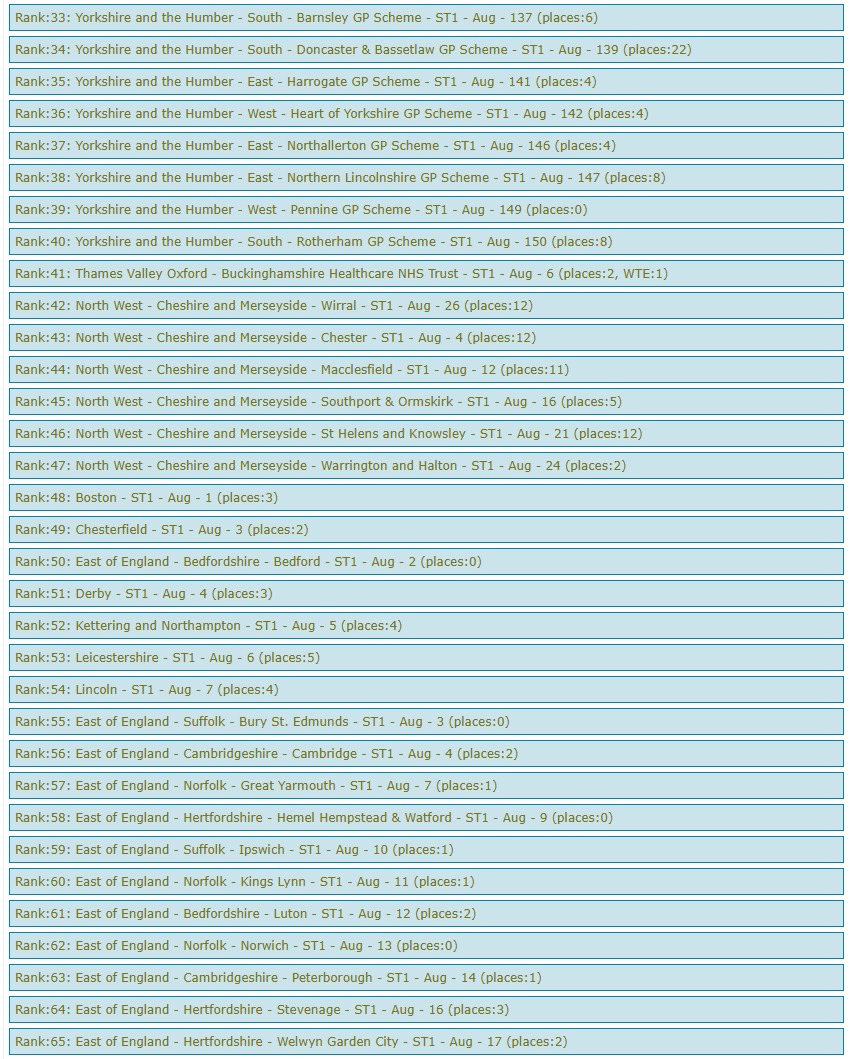 Rank:33: Yorkshire and the Humber - South - Barnsley GP Scheme - ST1 - Aug - 137 (places:6)
Rank:34: Yorkshire and the Humber - South - Doncaster & Bassetlaw GP Scheme - ST1 - Aug - 139 (places:22)
Rank:35: Yorkshire and the Humber - East - Harrogate GP Scheme - ST1 - Aug - 141 (places:4)
Rank:36: Yorkshire and the Humber - West - Heart of Yorkshire GP Scheme - ST1 - Aug - 142 (places:4)
Rank:37: Yorkshire and the Humber - East - Northallerton GP Scheme - ST1 - Aug - 146 (places:4)
Rank:38: Yorkshire and the Humber - East - Northern Lincolnshire GP Scheme - ST1 - Aug - 147 (places:8)
Rank:39: Yorkshire and the Humber - West - Pennine GP Scheme - ST1 - Aug - 149 (places:0)
Rank:40: Yorkshire and the Humber - South - Rotherham GP Scheme - ST1 - Aug - 150 (places:8)
Rank:41: Thames Valley Oxford - Buckinghamshire Healthcare NHS Trust - ST1 - Aug - 6 (places:2, WTE:1)
Rank:42: North West - Cheshire and Merseyside - Wirral - ST1 - Aug - 26 (places:12)
Rank:43: North West - Cheshire and Merseyside - Chester - ST1 - Aug - 4 (places:12)
Rank:44: North West - Cheshire and Merseyside - Macclesfield - ST1 - Aug - 12 (places:11)
Rank:45: North West - Cheshire and Merseyside - Southport & Ormskirk - ST1 - Aug - 16 (places:5)
Rank:46: North West - Cheshire and Merseyside - St Helens and Knowsley - ST1 - Aug - 21 (places:12)
Rank:47: North West - Cheshire and Merseyside - Warrington and Halton - ST1 - Aug - 24 (places:2)
Rank:48: Boston - ST1 - Aug - 1 (places:3)
Rank:49: Chesterfield - ST1 - Aug - 3 (places:2)
Rank:50: East of England - Bedfordshire - Bedford - ST1 - Aug - 2 (places:0)
Rank:51: Derby - ST1 - Aug - 4 (places:3)
Rank:52: Kettering and Northampton - ST1 - Aug - 5 (places:4)
Rank:53: Leicestershire - ST1 - Aug - 6 (places:5)
Rank:54: Lincoln - ST1 - Aug - 7 (places:4)
Rank:55: East of England - Suffolk - Bury St. Edmunds - ST1 - Aug - 3 (places:0)
Rank:56: East of England - Cambridgeshire - Cambridge - ST1 - Aug - 4 (places:2)
Rank:57: East of England - Norfolk - Great Yarmouth - ST1 - Aug - 7 (places:1)
Rank:58: East of England - Hertfordshire - Hemel Hempstead & Watford - ST1 - Aug - 9 (places:0)
Rank:59: East of England - Suffolk - Ipswich - ST1 - Aug - 10 (places:1)
Rank:60: East of England - Norfolk - Kings Lynn - ST1 - Aug - 11 (places:1)
Rank:61: East of England - Bedfordshire - Luton - ST1 - Aug - 12 (places:2)
Rank:62: East of England - Norfolk - Norwich - ST1 - Aug - 13 (places:0)
Rank:63: East of England - Cambridgeshire - Peterborough - ST1 - Aug - 14 (places:1)
Rank:64: East of England - Hertfordshire - Stevenage - ST1 - Aug - 16 (places:3)
Rank:65: East of England - Hertfordshire - Welwyn Garden City - ST1 - Aug - 17 (places:2)